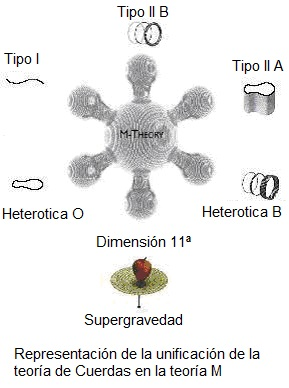 Tipo II B
Tipo I
Tipo II A
M-THEORY
Heterotica O
Heterotica B
Dimensión 11ª
Supergravedad
Representación de la unificación de la
teoría de Cuerdas en la teoría M